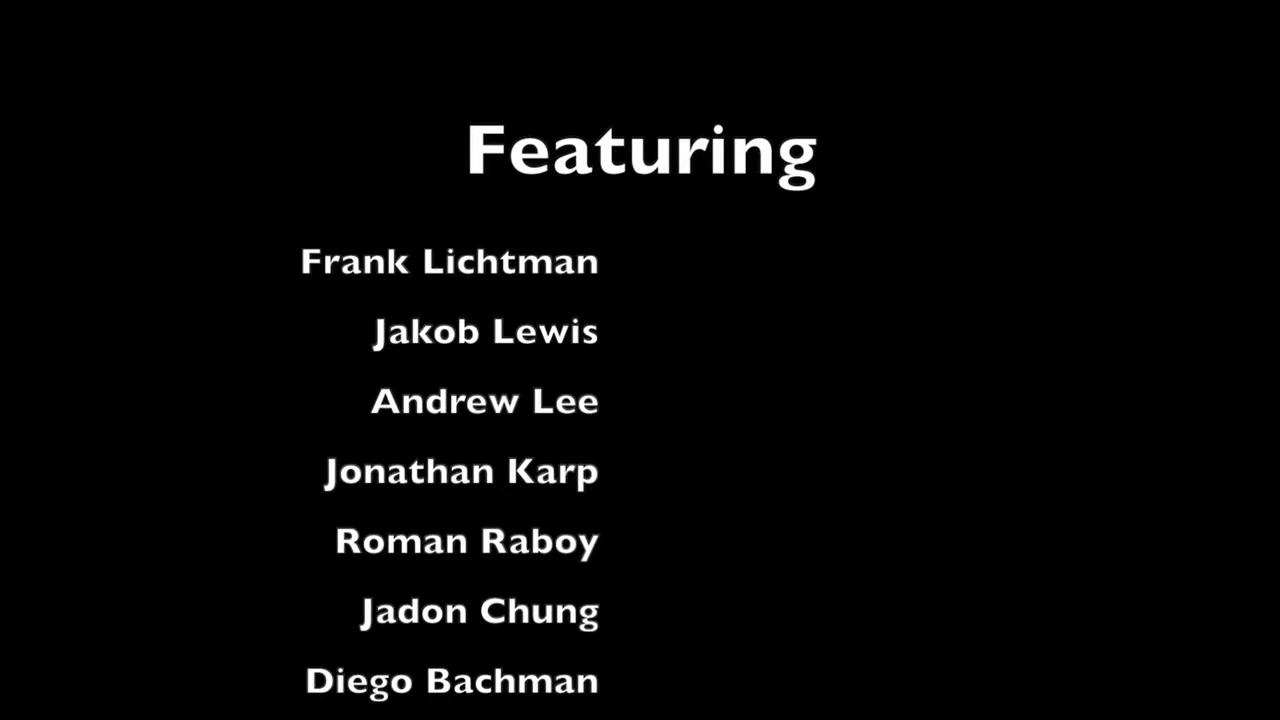 Featuring
Frank Lichtman
Jakob Lewis
Andrew Lee
Jonathan Karp
Roman Raboy
Jadon Chung
Diego Bachman